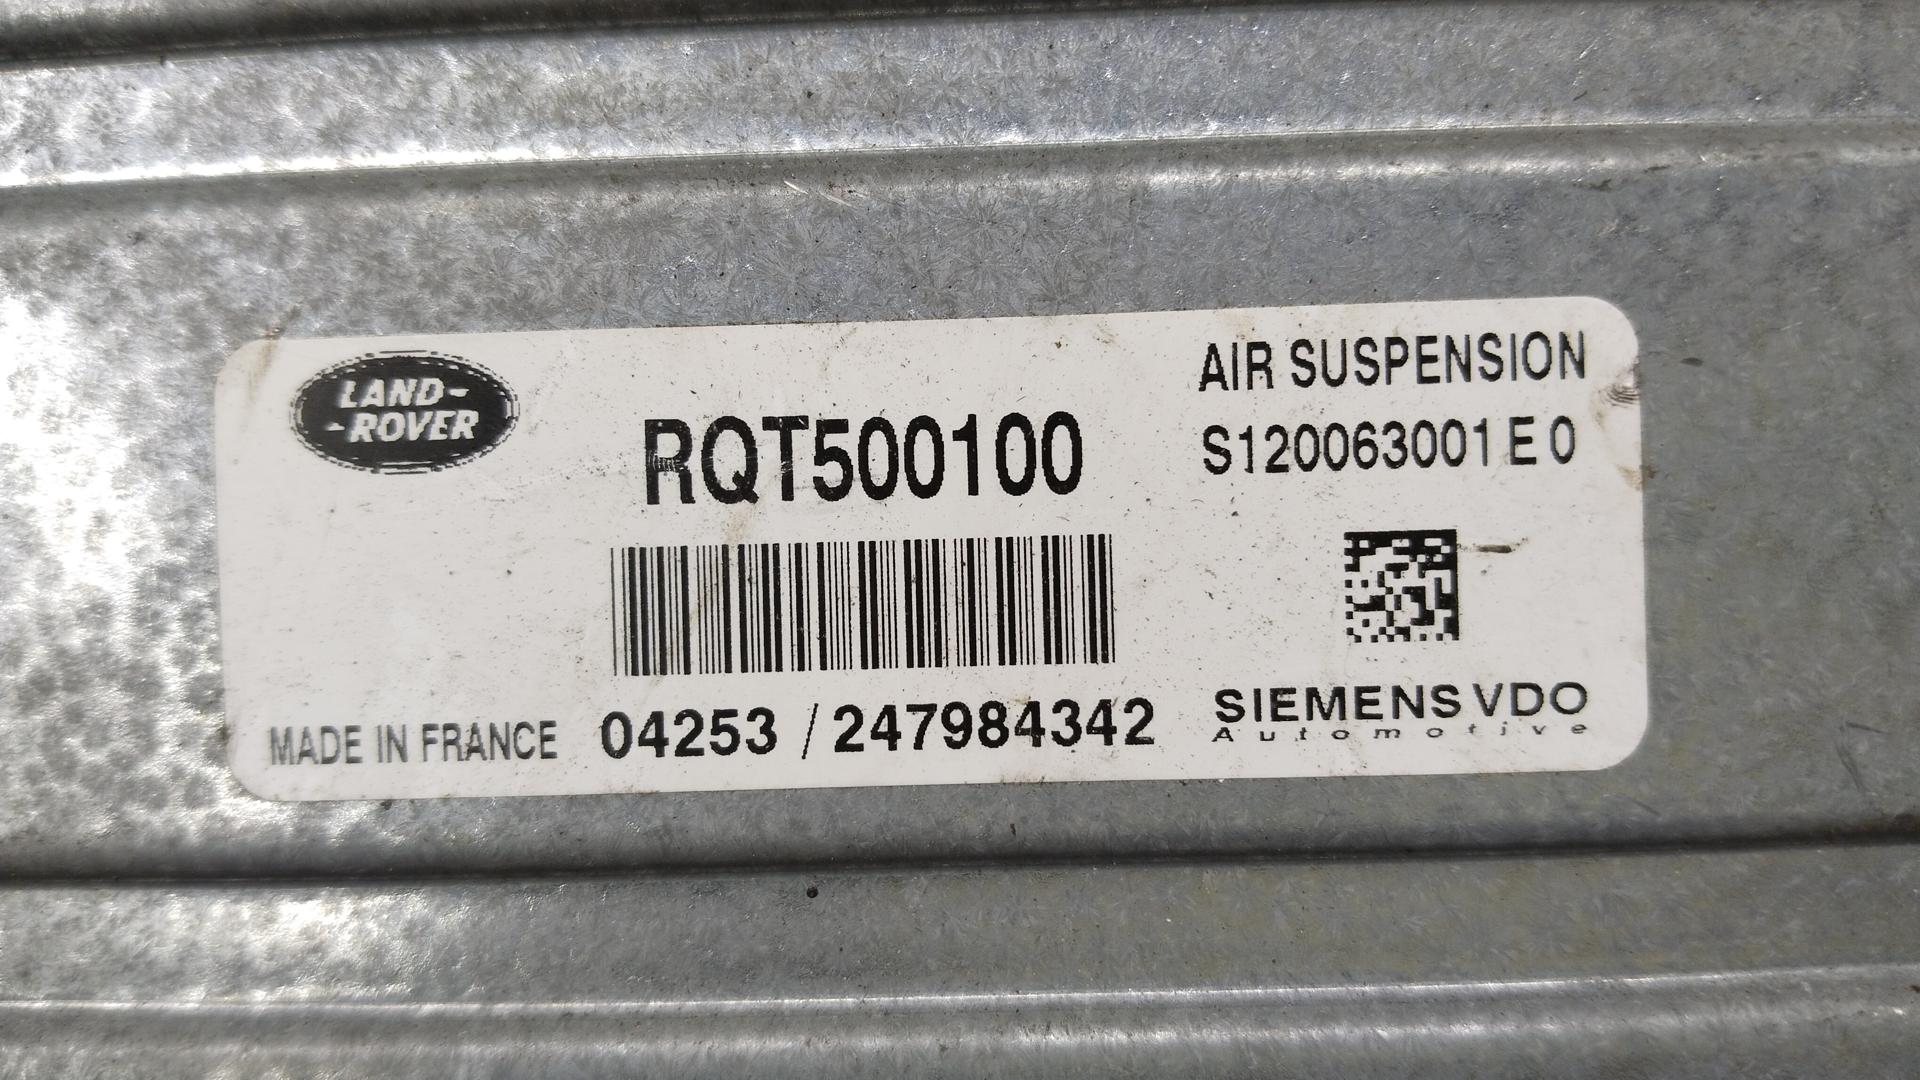 LAND-
-ROVER
RQT500100
AIR SUSPENSION
S120063001 E 0
MADE IN FRANCE
04253 / 247984342
SIEMENS VDO
Automotive